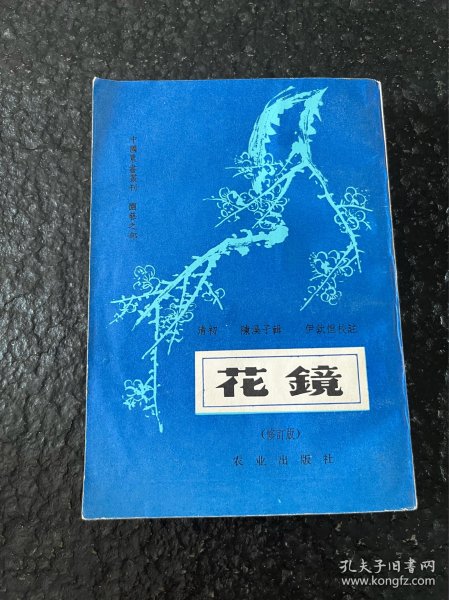 中國農書叢刊 園藝之部
清初 陳淏子輯 伊欽恒校註
花鏡
(修訂版)
农业出版社
孔夫子旧书网
www.kongfz.com